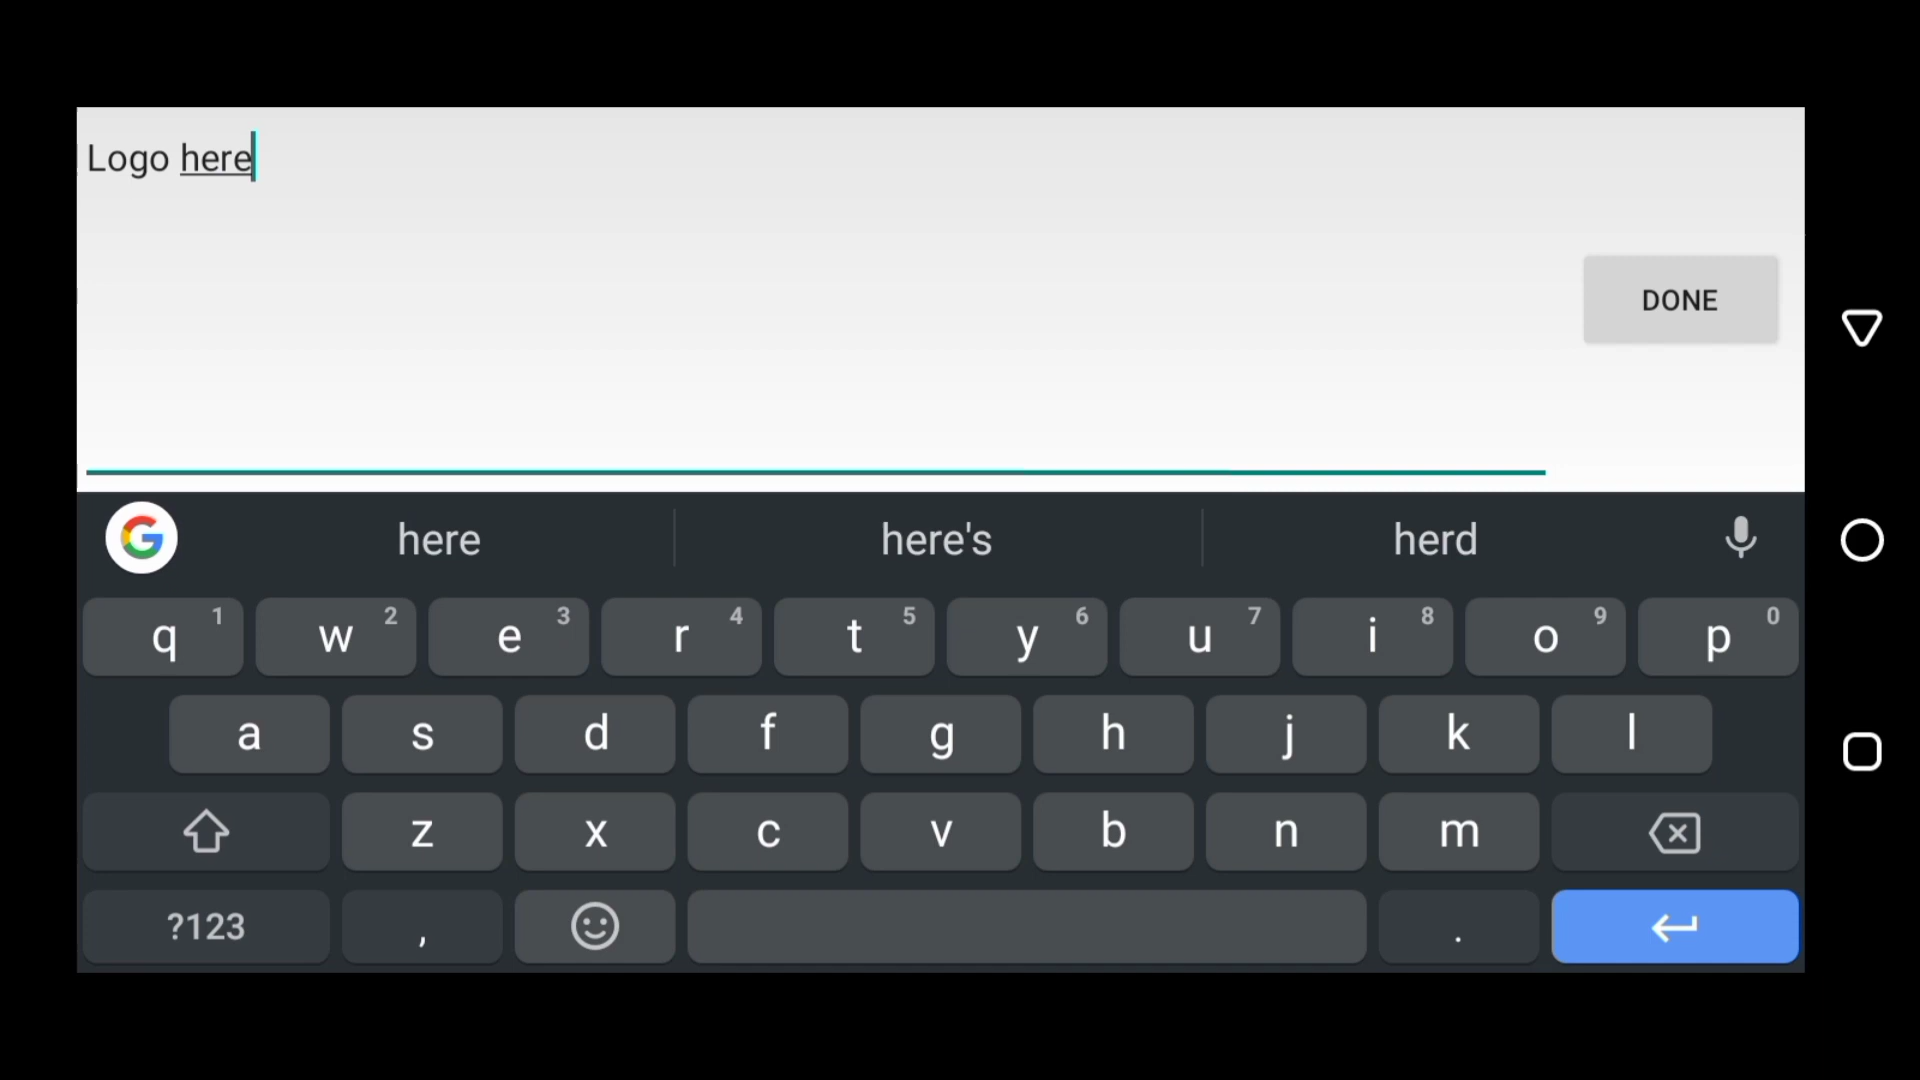 Logo here
DONE
G here here's herd
q 1 w 2 e 3 r 4 t 5 y 6 u 7 i 8 o 9 p 0
a s d f g h j k l
z x c v b n m
?123 , .